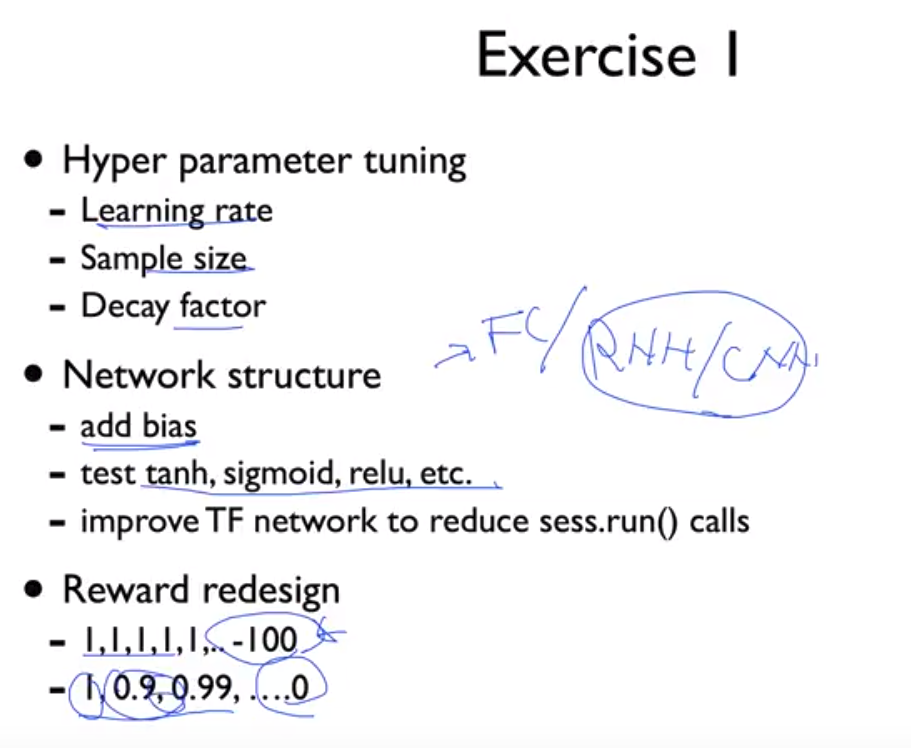 Exercise 1
• Hyper parameter tuning
- Learning rate
- Sample size
- Decay factor
FC/RNN/CNN
• Network structure
- add bias
- test tanh, sigmoid, relu, etc.
- improve TF network to reduce sess.run() calls
• Reward redesign
- 1,1,1,1,1,.. -100
- 1, 0.9, 0.99, ....0